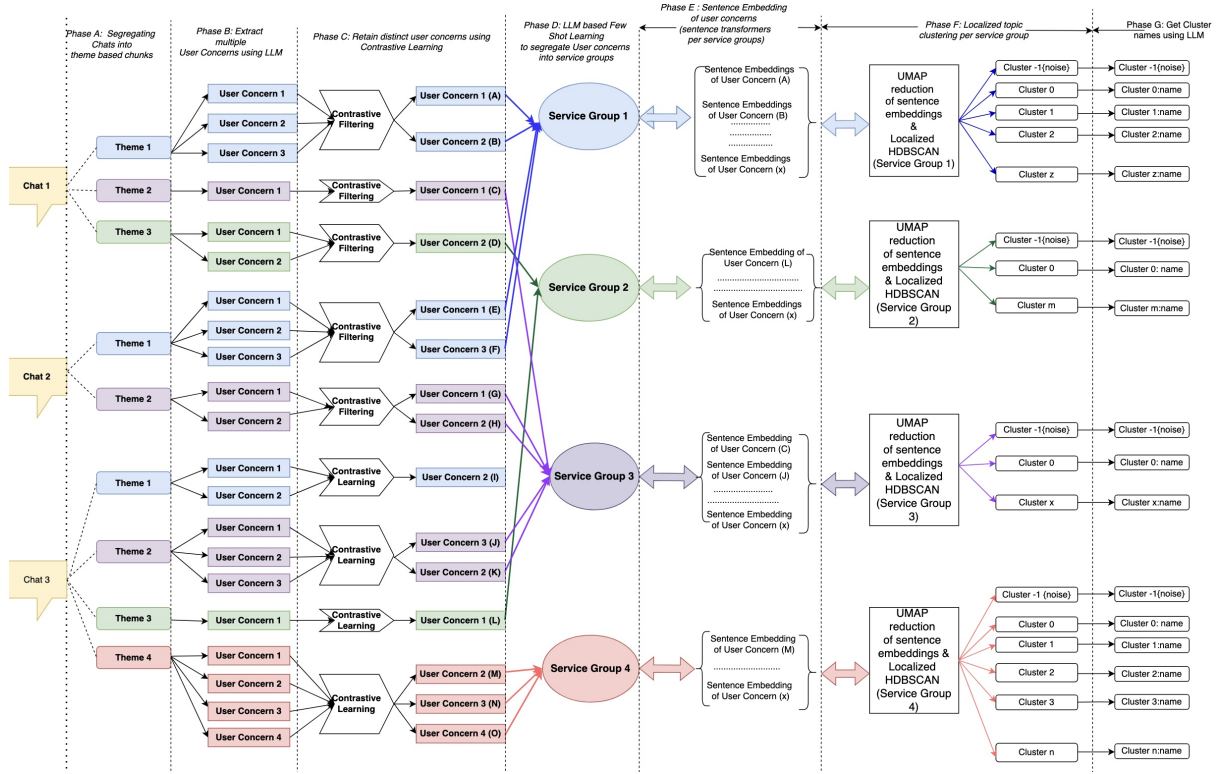 Phase A: Segregating
Chats into
theme based chunks
Phase B: Extract
multiple
User Concerns using LLM
Phase C: Retain distinct user concerns using
Contrastive Learning
Phase D: LLM based Few
Shot Learning
to segregate User concerns
into service groups
Phase E : Sentence Embedding
of user concerns
(sentence transformers
per service groups)
Phase F: Localized topic
clustering per service group
Phase G: Get Cluster
names using LLM
Chat 1
Theme 1
Theme 2
Theme 3
User Concern 1
User Concern 2
User Concern 3
User Concern 1
User Concern 1
User Concern 2
Contrastive
Filtering
Contrastive
Filtering
Contrastive
Filtering
User Concern 1 (A)
User Concern 2 (B)
User Concern 1 (C)
User Concern 2 (D)
Chat 2
Theme 1
Theme 2
User Concern 1
User Concern 2
User Concern 3
User Concern 1
User Concern 2
Contrastive
Filtering
Contrastive
Filtering
User Concern 1 (E)
User Concern 3 (F)
User Concern 1 (G)
User Concern 2 (H)
Chat 3
Theme 1
Theme 2
Theme 3
Theme 4
User Concern 1
User Concern 2
User Concern 1
User Concern 2
User Concern 3
User Concern 1
User Concern 1
User Concern 2
User Concern 3
User Concern 4
Contrastive
Learning
Contrastive
Learning
Contrastive
Learning
Contrastive
Learning
User Concern 2 (I)
User Concern 3 (J)
User Concern 2 (K)
User Concern 1 (L)
User Concern 2 (M)
User Concern 3 (N)
User Concern 4 (O)
Service Group 1
Sentence Embeddings
of User Concern (A)
Sentence Embeddings
of User Concern (B)
...............
.................
Sentence Embeddings
of User Concern (x)
UMAP
reduction
of sentence
embeddings
&
Localized
HDBSCAN
(Service Group 1)
Cluster -1{noise}
Cluster 0
Cluster 1
Cluster 2
Cluster z
Cluster -1{noise}
Cluster 0:name
Cluster 1:name
Cluster 2:name
Cluster z:name
Service Group 2
Sentence Embedding of
User Concern (L)
...............................
...................................
Sentence Embeddings
of User Concern (x)
UMAP
reduction
of sentence
embeddings
& Localized
HDBSCAN
(Service Group
2)
Cluster -1{noise}
Cluster 0
Cluster m
Cluster -1{noise}
Cluster 0: name
Cluster m:name
Service Group 3
Sentence Embedding
of User Concern (C)
Sentence Embedding
of User Concern (J)
.......................
............................
Sentence Embedding
of User Concern (x)
UMAP
reduction
of sentence
embeddings
& Localized
HDBSCAN
(Service Group
3)
Cluster -1{noise}
Cluster 0
Cluster x
Cluster -1{noise}
Cluster 0: name
Cluster x:name
Service Group 4
Sentence Embedding
of User Concern (M)
..........................
Sentence Embedding
of User Concern (x)
UMAP
reduction
of sentence
embeddings &
Localized
HDBSCAN
(Service Group
4)
Cluster -1 {noise}
Cluster 0
Cluster 1
Cluster 2
Cluster 3
Cluster n
Cluster -1{noise}
Cluster 0: name
Cluster 1:name
Cluster 2:name
Cluster 3:name
Cluster n:name